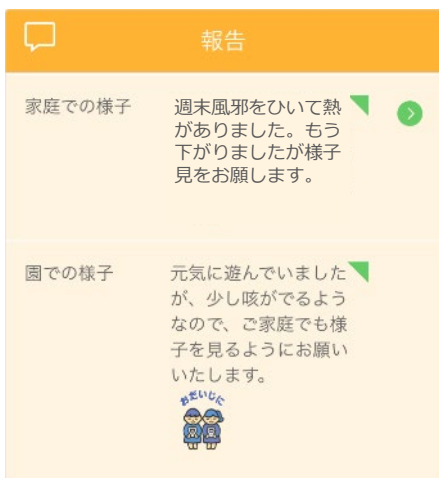 報告
家庭での様子
週末風邪をひいて熱
がありました。もう
下がりましたが様子
見をお願します。
園での様子
元気に遊んでいました
が、少し咳がでるよう
なので、ご家庭でも様
子を見るようにお願い
いたします。
おだいじに